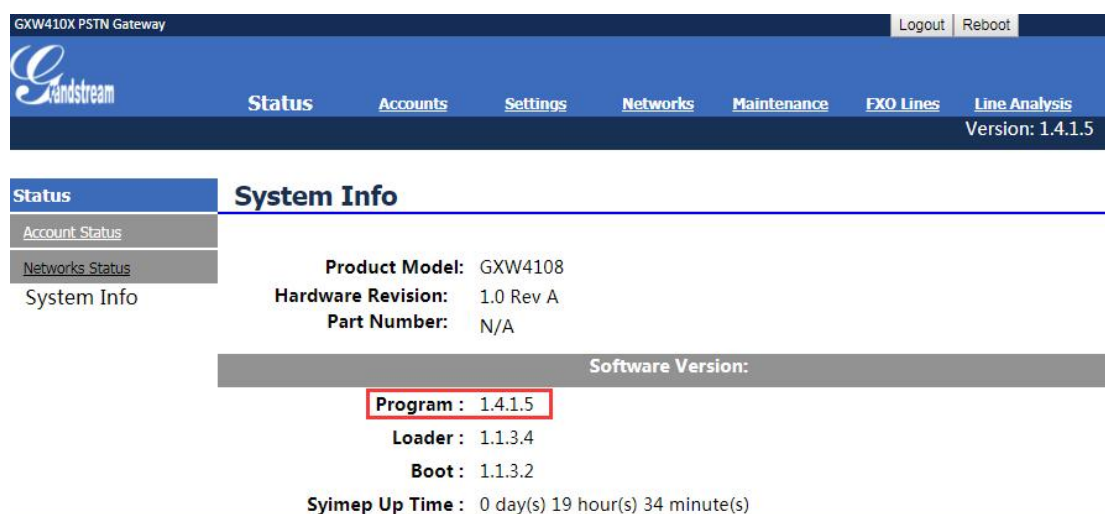 GXW410X PSTN Gateway Logout Reboot
Grandstream
Status Accounts Settings Networks Maintenance FXO Lines Line Analysis
Version: 1.4.1.5
Status
System Info
Account Status
Networks Status
System Info
Product Model: GXW4108
Hardware Revision: 1.0 Rev A
Part Number: N/A
Software Version:
Program : 1.4.1.5
Loader : 1.1.3.4
Boot : 1.1.3.2
Syimep Up Time : 0 day(s) 19 hour(s) 34 minute(s)